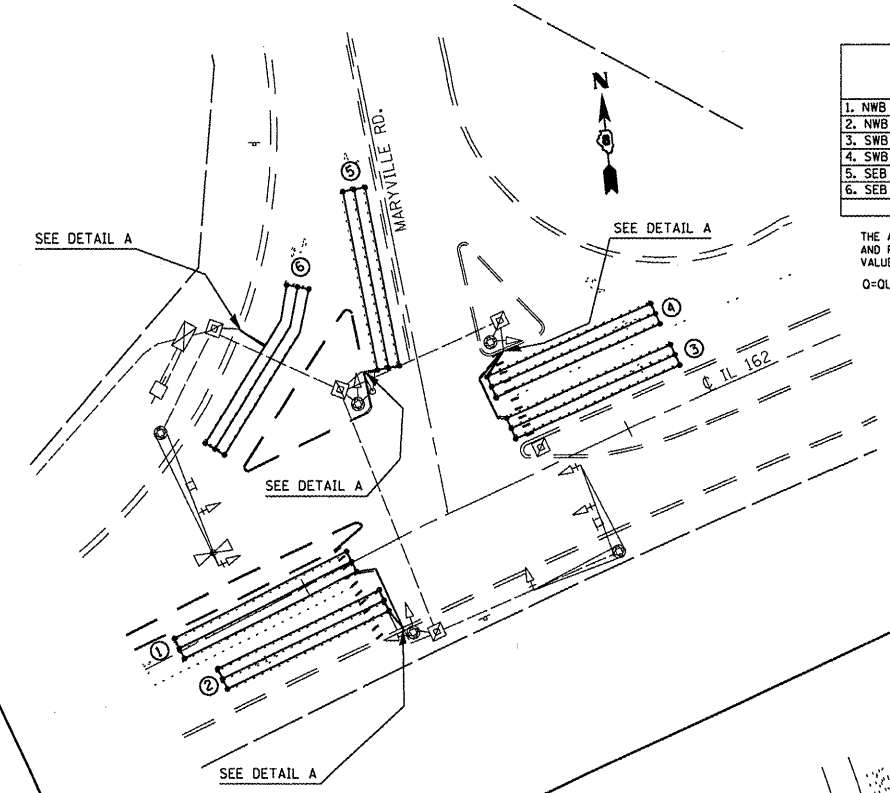 N
MARYVILLE RD.
5
SEE DETAIL A
SEE DETAIL A
6
4
3
℄ IL 162
SEE DETAIL A
1
2
SEE DETAIL A
1. NWB
2. NWB
3. SWB
4. SWB
5. SEB
6. SEB
THE
AND
VALUE
Q=QU